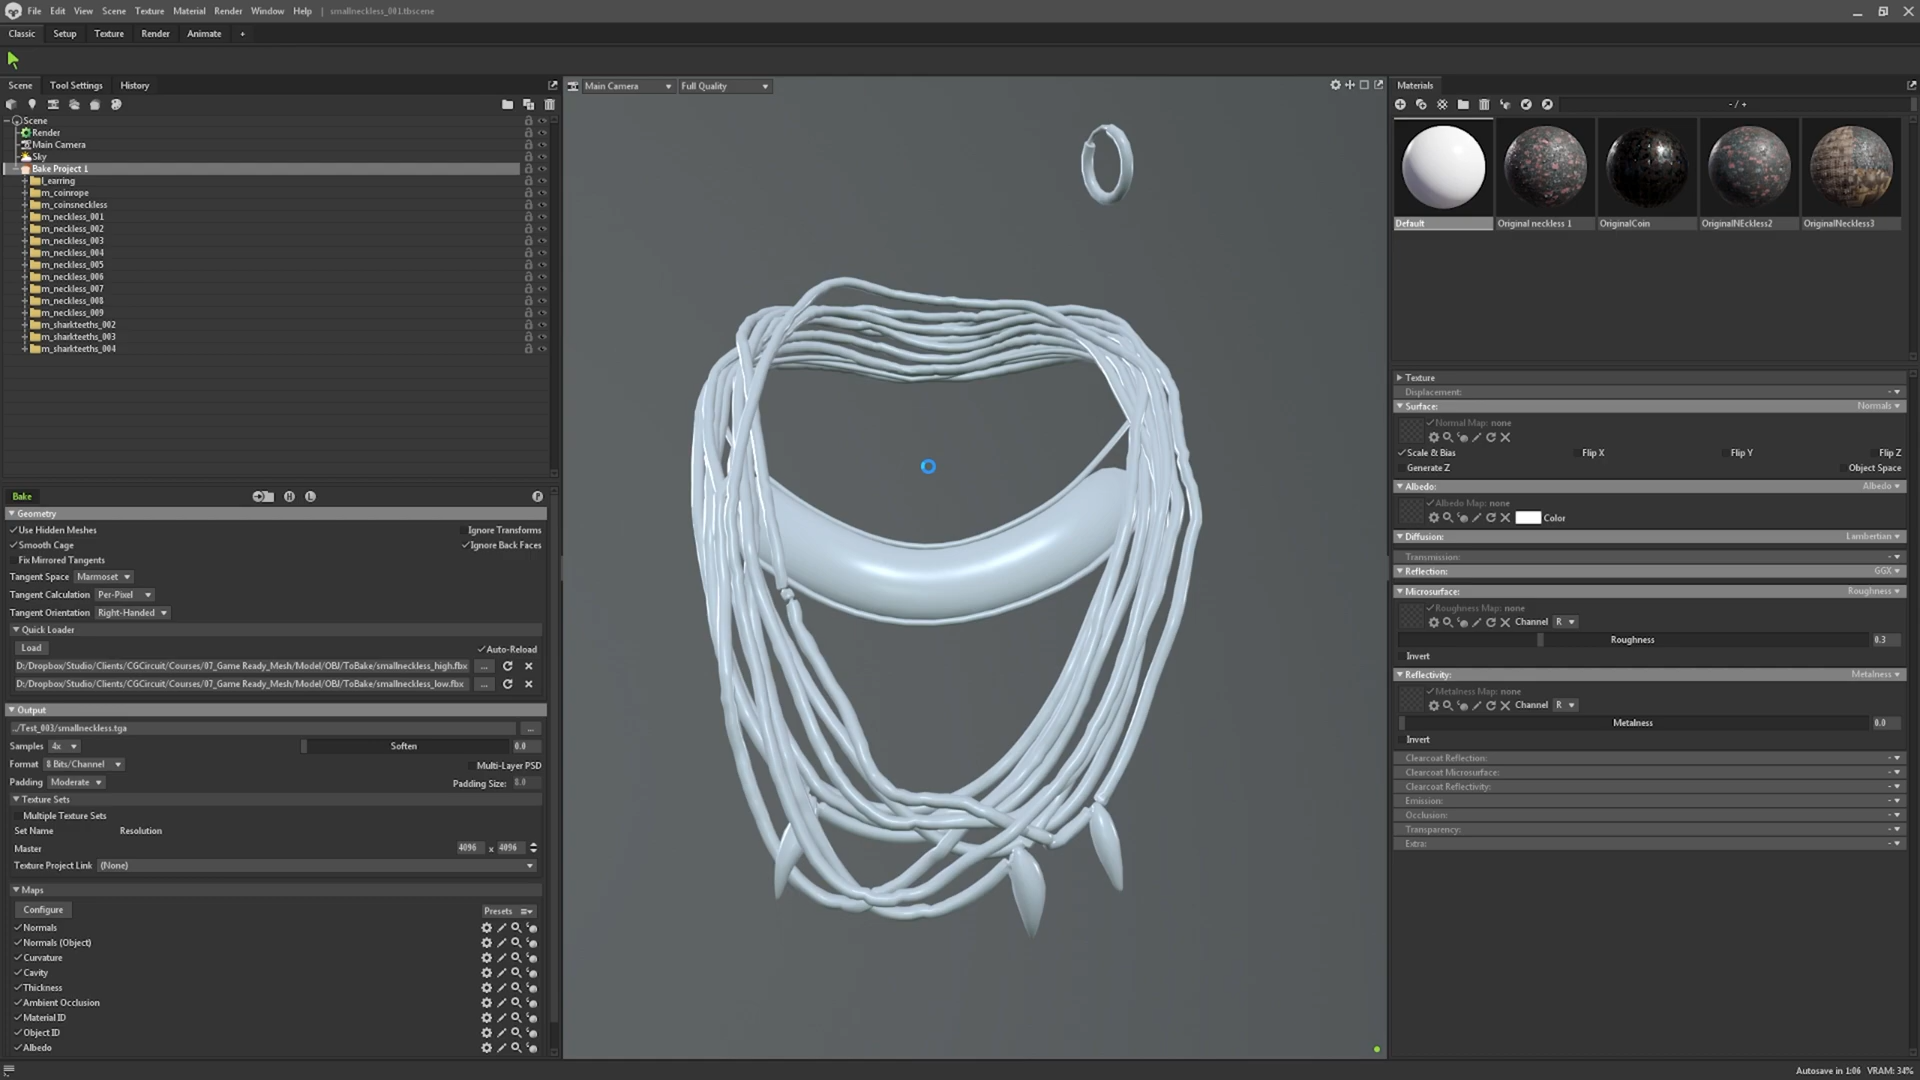 File Edit View Scene Texture Material Render Window Help smallneckless_001.tbscene
Classic Setup Texture Render Animate +
Scene Tool Settings History
Main Camera Full Quality
Materials
- / +
Scene
Render
Main Camera
Sky
Bake Project 1
l_earring
m_coinrope
m_coinsneckless
m_neckless_001
m_neckless_002
m_neckless_003
m_neckless_004
m_neckless_005
m_neckless_006
m_neckless_007
m_neckless_008
m_neckless_009
m_sharkteeths_002
m_sharkteeths_003
m_sharkteeths_004
Bake H L P
Geometry
Use Hidden Meshes Ignore Transforms
Smooth Cage Ignore Back Faces
Fix Mirrored Tangents
Tangent Space Marmoset
Tangent Calculation Per-Pixel
Tangent Orientation Right-Handed
Quick Loader
Load Auto-Reload
D:/Dropbox/Studio/Clients/CGCircuit/Courses/07_Game Ready_Mesh/Model/OBJ/ToBake/smallneckless_high.fbx ...
D:/Dropbox/Studio/Clients/CGCircuit/Courses/07_Game Ready_Mesh/Model/OBJ/ToBake/smallneckless_low.fbx ...
Output
../Test_003/smallneckless.tga ...
Samples 4x Soften 0.0
Format 8 Bits/Channel Multi-Layer PSD
Padding Moderate Padding Size: 8.0
Texture Sets
Multiple Texture Sets
Set Name Resolution
Master 4096 x 4096
Texture Project Link (None)
Maps
Configure Presets
Normals
Normals (Object)
Curvature
Cavity
Thickness
Ambient Occlusion
Material ID
Object ID
Albedo
Default Original neckless 1 OriginalCoin OriginalNEckless2 OriginalNeckless3
Texture
Displacement: -
Surface: Normals
Normal Map: none
Scale & Bias Flip X Flip Y Flip Z
Generate Z Object Space
Albedo: Albedo
Albedo Map: none
Color
Diffusion: Lambertian
Transmission: -
Reflection: GGX
Microsurface: Roughness
Roughness Map: none
Channel R
Roughness 0.3
Invert
Reflectivity: Metalness
Metalness Map: none
Channel R
Metalness 0.0
Invert
Clearcoat Reflection: -
Clearcoat Microsurface: -
Clearcoat Reflectivity: -
Emission: -
Occlusion: -
Transparency: -
Extra: -
Autosave in 1:06 VRAM: 34%